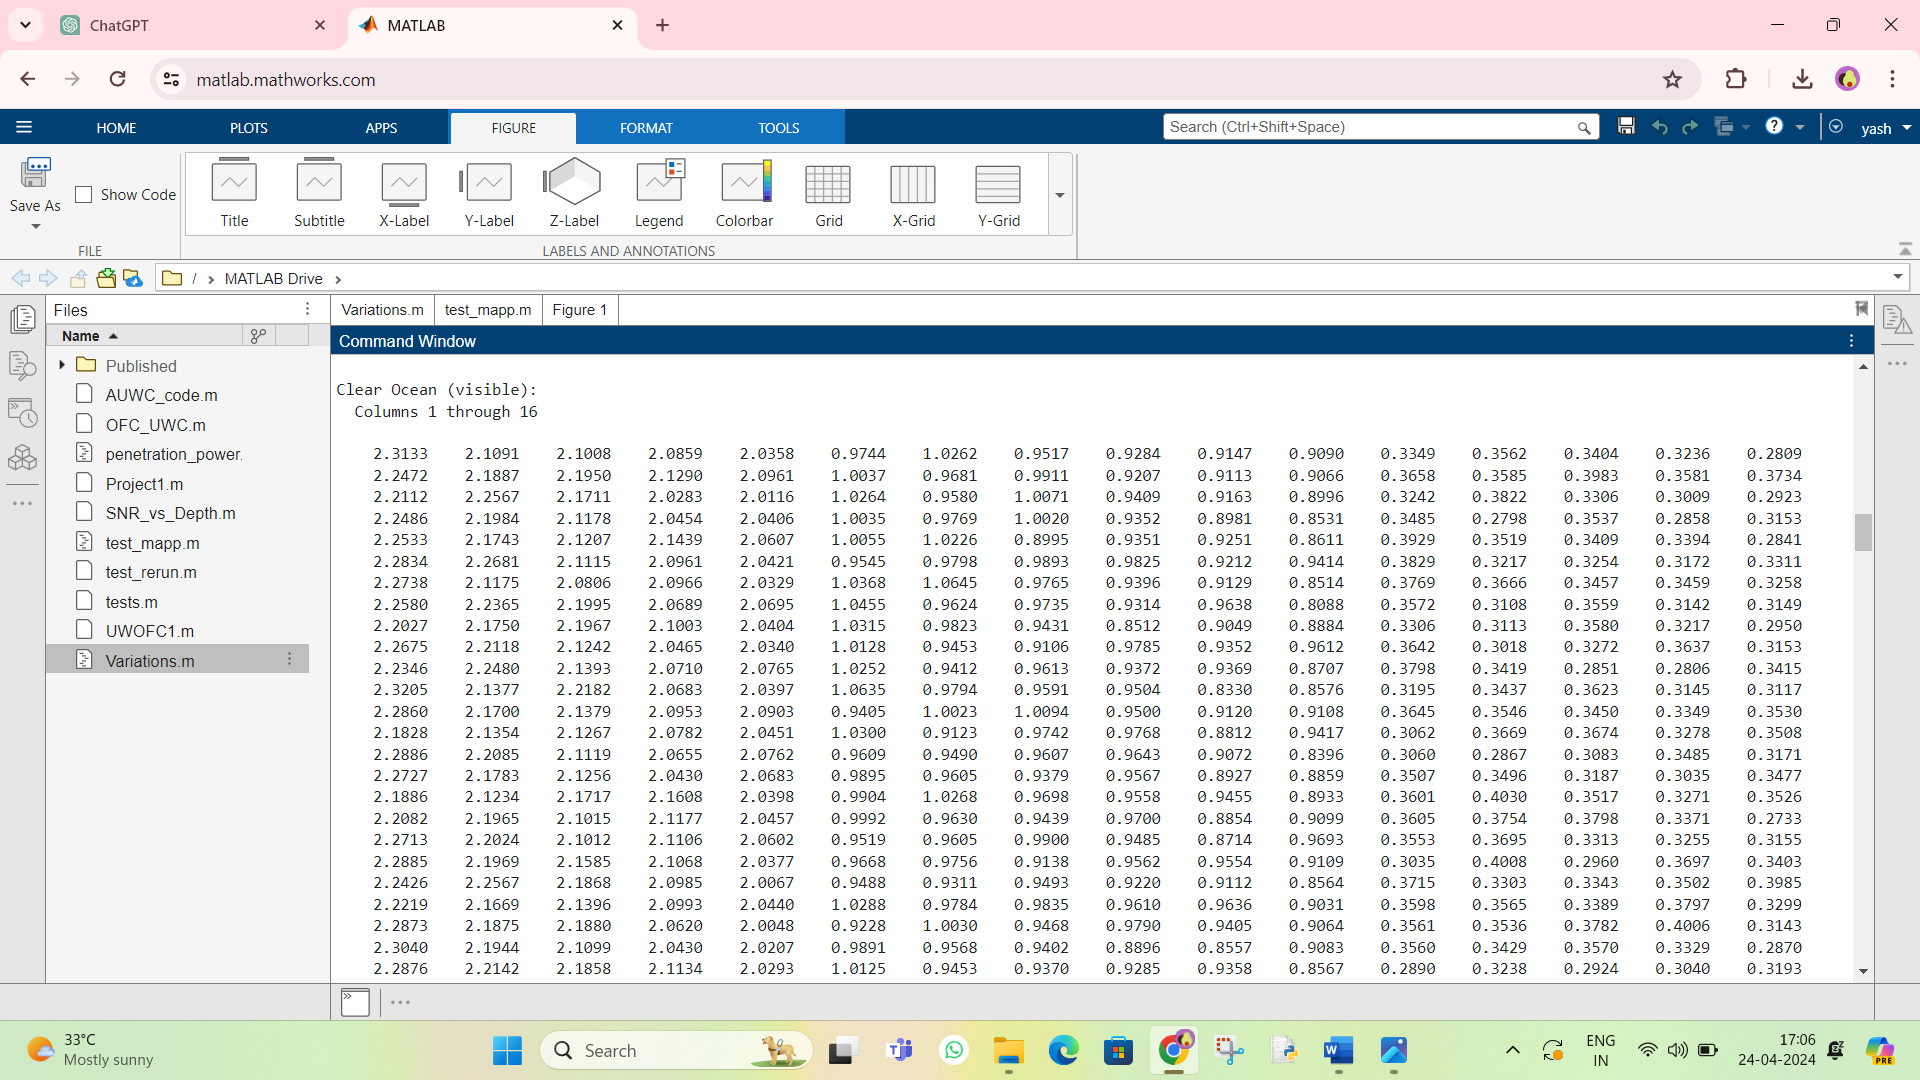 ChatGPT
MATLAB
matlab.mathworks.com
HOME PLOTS APPS FIGURE FORMAT TOOLS
Search (Ctrl+Shift+Space)
yash
Save As
Show Code
Title Subtitle X-Label Y-Label Z-Label Legend Colorbar Grid X-Grid Y-Grid
FILE
LABELS AND ANNOTATIONS
/ MATLAB Drive
Files
Name
Published
AUWC_code.m
OFC_UWC.m
penetration_power.
Project1.m
SNR_vs_Depth.m
test_mapp.m
test_rerun.m
tests.m
UWOFC1.m
Variations.m
Variations.m test_mapp.m Figure 1
Command Window
Clear Ocean (visible):
Columns 1 through 16
2.3133 2.1091 2.1008 2.0859 2.0358 0.9744 1.0262 0.9517 0.9284 0.9147 0.9090 0.3349 0.3562 0.3404 0.3236 0.2809
2.2472 2.1887 2.1950 2.1290 2.0961 1.0037 0.9681 0.9911 0.9207 0.9113 0.9066 0.3658 0.3585 0.3983 0.3581 0.3734
2.2112 2.2567 2.1711 2.0283 2.0116 1.0264 0.9580 1.0071 0.9409 0.9163 0.8996 0.3242 0.3822 0.3306 0.3009 0.2923
2.2486 2.1984 2.1178 2.0454 2.0406 1.0035 0.9769 1.0020 0.9352 0.8981 0.8531 0.3485 0.2798 0.3537 0.2858 0.3153
2.2533 2.1743 2.1207 2.1439 2.0607 1.0055 1.0226 0.8995 0.9351 0.9251 0.8611 0.3929 0.3519 0.3409 0.3394 0.2841
2.2834 2.2681 2.1115 2.0961 2.0421 0.9545 0.9798 0.9893 0.9825 0.9212 0.9414 0.3829 0.3217 0.3254 0.3172 0.3311
2.2738 2.1175 2.0806 2.0966 2.0329 1.0368 1.0645 0.9765 0.9396 0.9129 0.8514 0.3769 0.3666 0.3457 0.3459 0.3258
2.2580 2.2365 2.1995 2.0689 2.0695 1.0455 0.9624 0.9735 0.9314 0.9638 0.8088 0.3572 0.3108 0.3559 0.3142 0.3149
2.2027 2.1750 2.1967 2.1003 2.0404 1.0315 0.9823 0.9431 0.8512 0.9049 0.8884 0.3306 0.3113 0.3580 0.3217 0.2950
2.2675 2.2118 2.1242 2.0465 2.0340 1.0128 0.9453 0.9106 0.9785 0.9352 0.9612 0.3642 0.3018 0.3272 0.3637 0.3153
2.2346 2.2480 2.1393 2.0710 2.0765 1.0252 0.9412 0.9613 0.9372 0.9369 0.8707 0.3798 0.3419 0.2851 0.2806 0.3415
2.3205 2.1377 2.2182 2.0683 2.0397 1.0635 0.9794 0.9591 0.9504 0.8330 0.8576 0.3195 0.3437 0.3623 0.3145 0.3117
2.2860 2.1700 2.1379 2.0953 2.0903 0.9405 1.0023 1.0094 0.9500 0.9120 0.9108 0.3645 0.3546 0.3450 0.3349 0.3530
2.1828 2.1354 2.1267 2.0782 2.0451 1.0300 0.9123 0.9742 0.9768 0.8812 0.9417 0.3062 0.3669 0.3674 0.3278 0.3508
2.2886 2.2085 2.1119 2.0655 2.0762 0.9609 0.9490 0.9607 0.9643 0.9072 0.8396 0.3060 0.2867 0.3083 0.3485 0.3171
2.2727 2.1783 2.1256 2.0430 2.0683 0.9895 0.9605 0.9379 0.9567 0.8927 0.8859 0.3507 0.3496 0.3187 0.3035 0.3477
2.1886 2.1234 2.1717 2.1608 2.0398 0.9904 1.0268 0.9698 0.9558 0.9455 0.8933 0.3601 0.4030 0.3517 0.3271 0.3526
2.2082 2.1965 2.1015 2.1177 2.0457 0.9992 0.9630 0.9439 0.9700 0.8854 0.9099 0.3605 0.3754 0.3798 0.3371 0.2733
2.2713 2.2024 2.1012 2.1106 2.0602 0.9519 0.9605 0.9900 0.9485 0.8714 0.9693 0.3553 0.3695 0.3313 0.3255 0.3155
2.2885 2.1969 2.1585 2.1068 2.0377 0.9668 0.9756 0.9138 0.9562 0.9554 0.9109 0.3035 0.4008 0.2960 0.3697 0.3403
2.2426 2.2567 2.1868 2.0985 2.0067 0.9488 0.9311 0.9493 0.9220 0.9112 0.8564 0.3715 0.3303 0.3343 0.3502 0.3985
2.2219 2.1669 2.1396 2.0993 2.0440 1.0288 0.9784 0.9835 0.9610 0.9636 0.9031 0.3598 0.3565 0.3389 0.3797 0.3299
2.2873 2.1875 2.1880 2.0620 2.0048 0.9228 1.0030 0.9468 0.9790 0.9405 0.9064 0.3561 0.3536 0.3782 0.4006 0.3143
2.3040 2.1944 2.1099 2.0430 2.0207 0.9891 0.9568 0.9402 0.8896 0.8557 0.9083 0.3560 0.3429 0.3570 0.3329 0.2870
2.2876 2.2142 2.1858 2.1134 2.0293 1.0125 0.9453 0.9370 0.9285 0.9358 0.8567 0.2890 0.3238 0.2924 0.3040 0.3193
33°C
Mostly sunny
Search
ENG
IN
17:06
24-04-2024
PRE